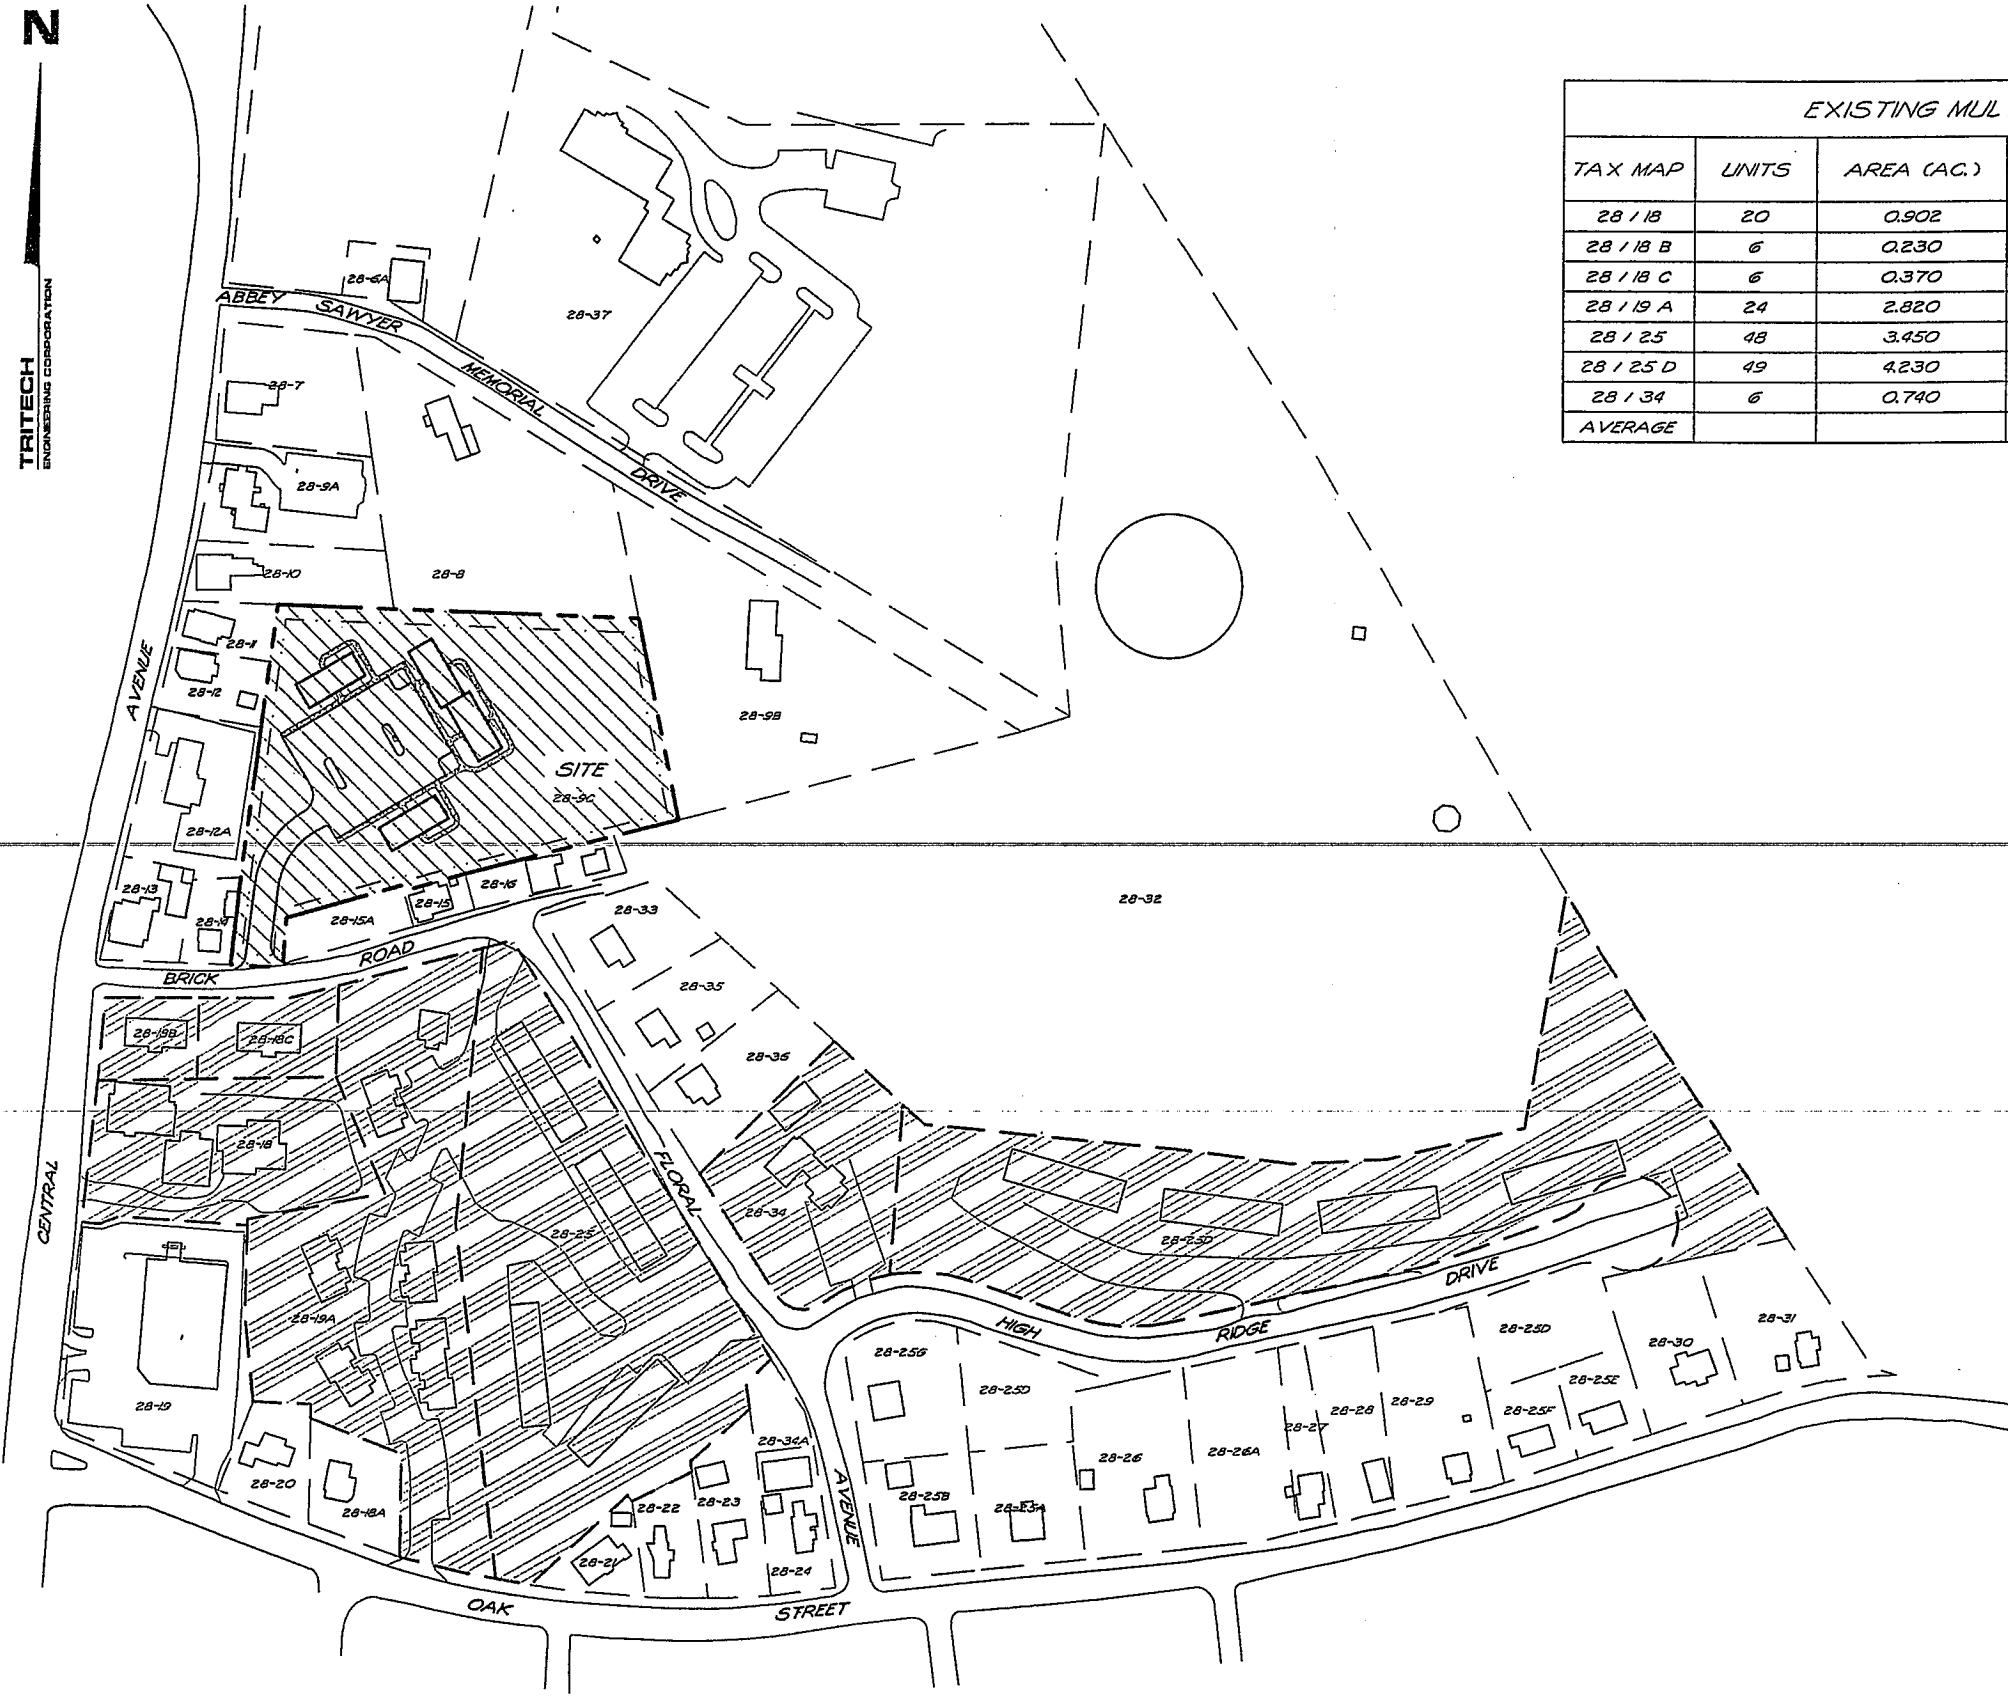 N
TRITECH
ENGINEERING CORPORATION
EXISTING MUL
TAX MAP UNITS AREA (AC.)
28 / 18 20 0.902
28 / 18 B 6 0.230
28 / 18 C 6 0.370
28 / 19 A 24 2.820
28 / 25 48 3.450
28 / 25 D 49 4.230
28 / 34 6 0.740
AVERAGE
28-6A
ABBEY SAWYER MEMORIAL DRIVE
28-37
28-7
28-9A
28-10
28-8
28-11
28-12
AVENUE
28-9B
SITE
28-9C
28-12A
28-13
28-14
28-15A
28-15
28-16
28-33
28-32
BRICK ROAD
28-35
28-18B
28-18C
28-36
28-18
CENTRAL
FLORAL
28-34
28-25
28-25D
DRIVE
28-19A
HIGH RIDGE
28-25G
28-25D
28-25D
28-30
28-31
28-19
28-25E
28-28
28-29
28-25F
28-27
28-34A
28-26
28-26A
28-20
28-18A
28-22
28-23
AVENUE
28-25B
28-25A
28-21
28-24
OAK STREET